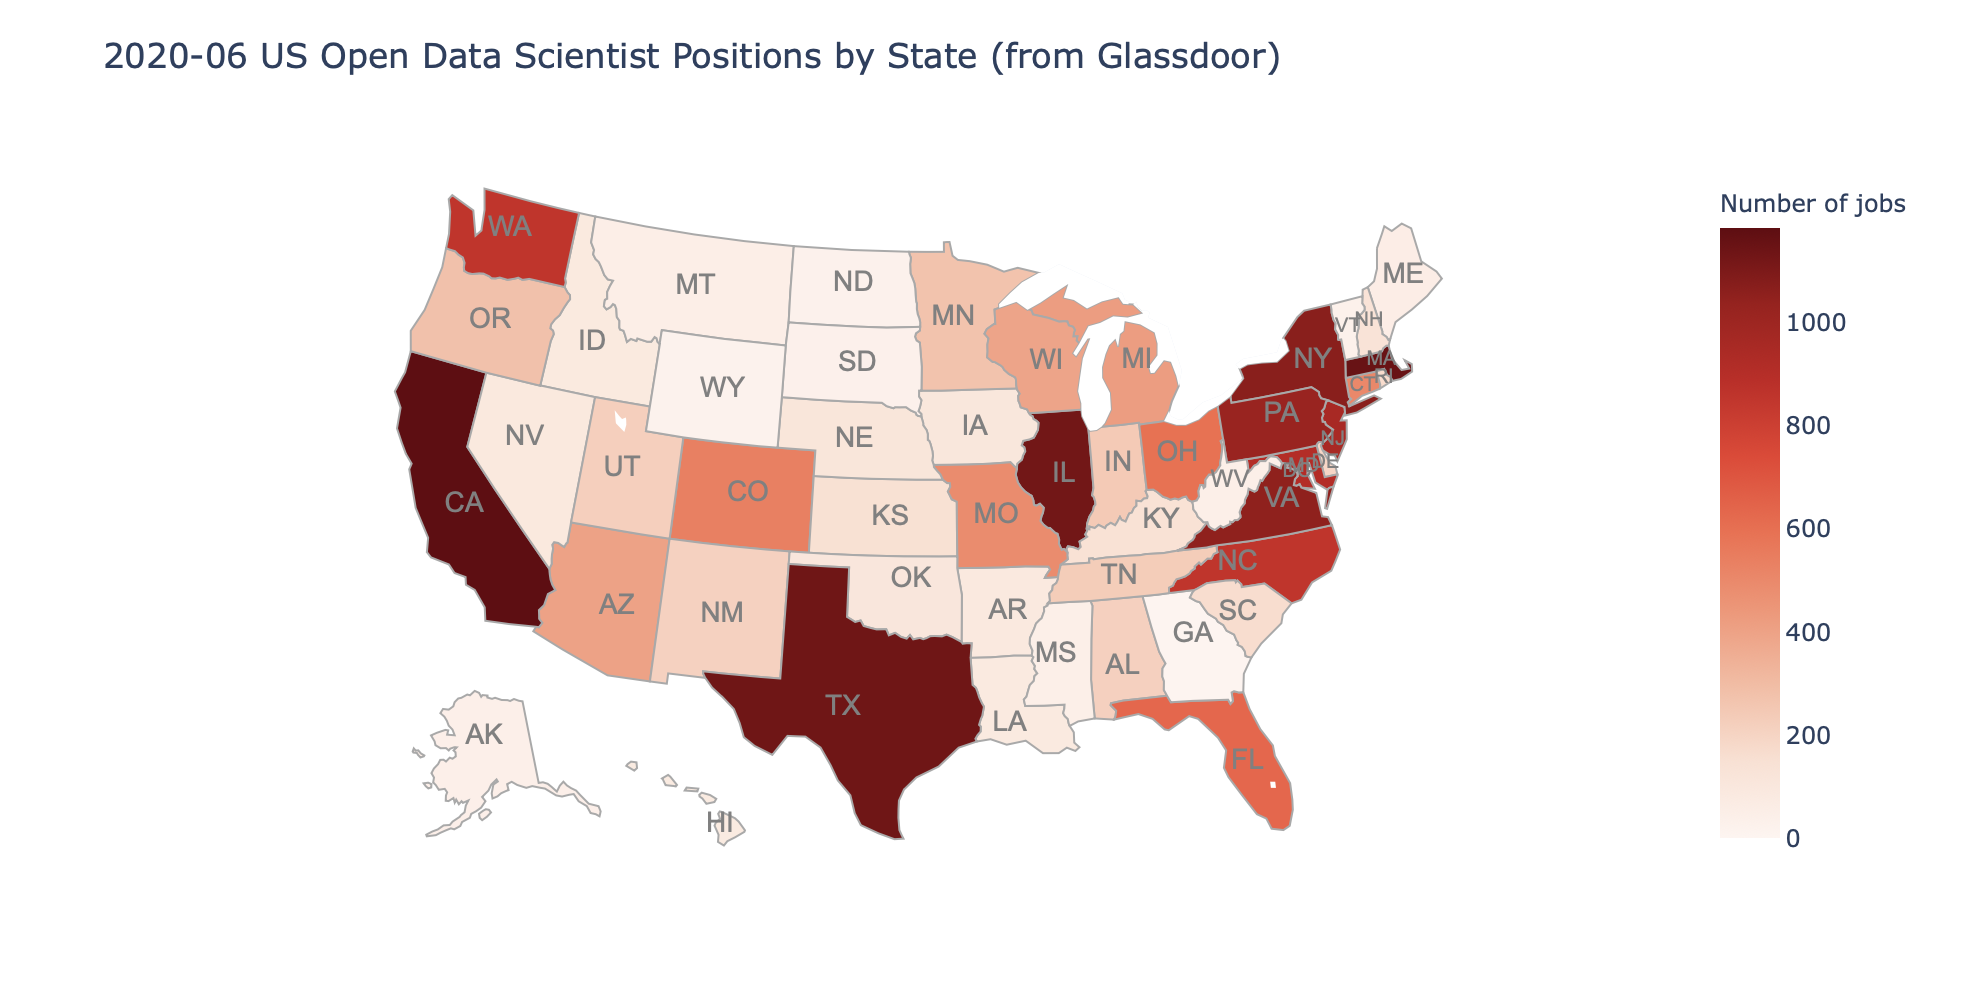 2020-06 US Open Data Scientist Positions by State (from Glassdoor)
Number of jobs
1000
800
600
400
200
0
WA
MT
ND
ME
OR
ID
MN
VT
NH
SD
WI
MI
NY
MA
WY
CT
RI
NV
NE
IA
PA
NJ
UT
CO
IL
IN
OH
WV
DC
MD
DE
CA
KS
MO
KY
VA
AZ
NM
OK
AR
TN
NC
SC
TX
LA
MS
AL
GA
AK
HI
FL